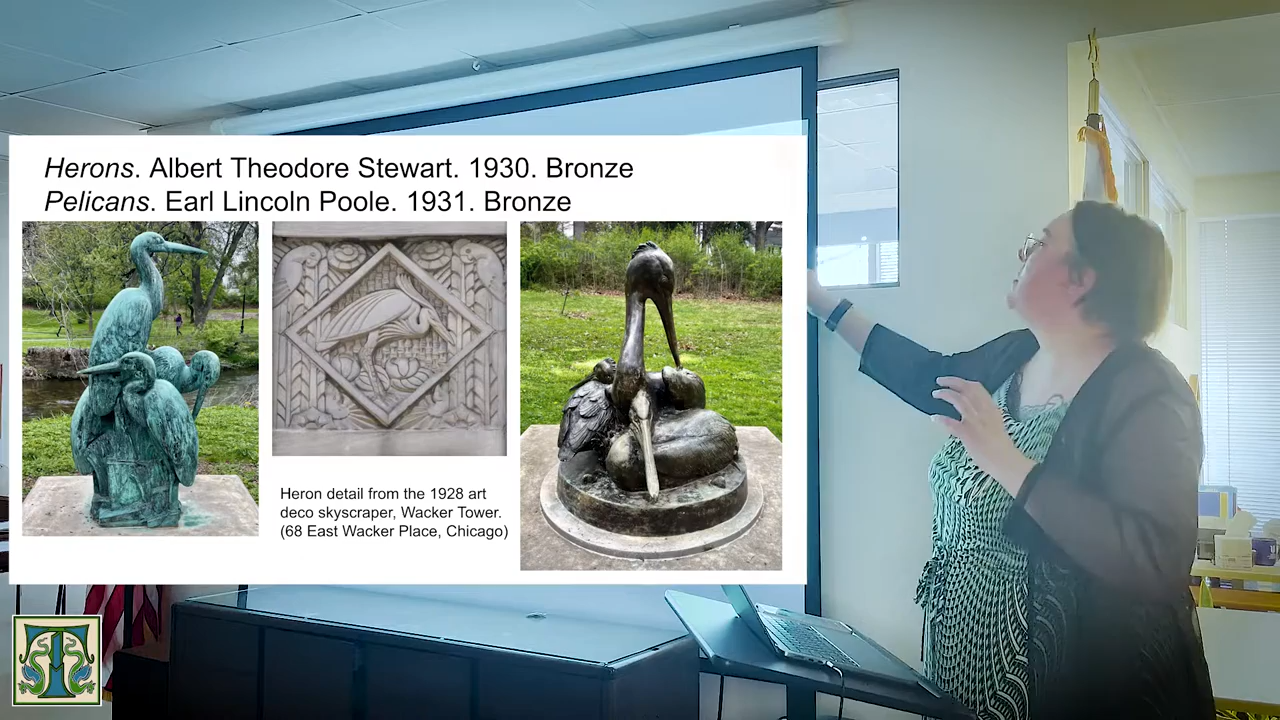 Herons. Albert Theodore Stewart. 1930. Bronze
Pelicans. Earl Lincoln Poole. 1931. Bronze
Heron detail from the 1928 art
deco skyscraper, Wacker Tower.
(68 East Wacker Place, Chicago)
T